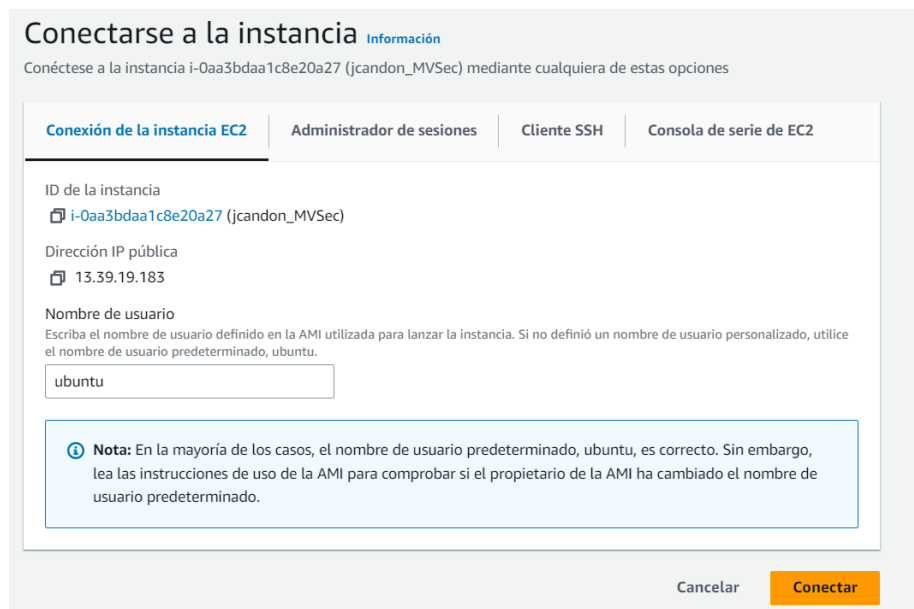 Conectarse a la instancia Información
Conéctese a la instancia i-0aa3bdaa1c8e20a27 (jcandon_MVSec) mediante cualquiera de estas opciones
Conexión de la instancia EC2 Administrador de sesiones Cliente SSH Consola de serie de EC2
ID de la instancia
i-0aa3bdaa1c8e20a27 (jcandon_MVSec)
Dirección IP pública
13.39.19.183
Nombre de usuario
Escriba el nombre de usuario definido en la AMI utilizada para lanzar la instancia. Si no definió un nombre de usuario personalizado, utilice
el nombre de usuario predeterminado, ubuntu.
ubuntu
Nota: En la mayoría de los casos, el nombre de usuario predeterminado, ubuntu, es correcto. Sin embargo,
lea las instrucciones de uso de la AMI para comprobar si el propietario de la AMI ha cambiado el nombre de
usuario predeterminado.
Cancelar Conectar